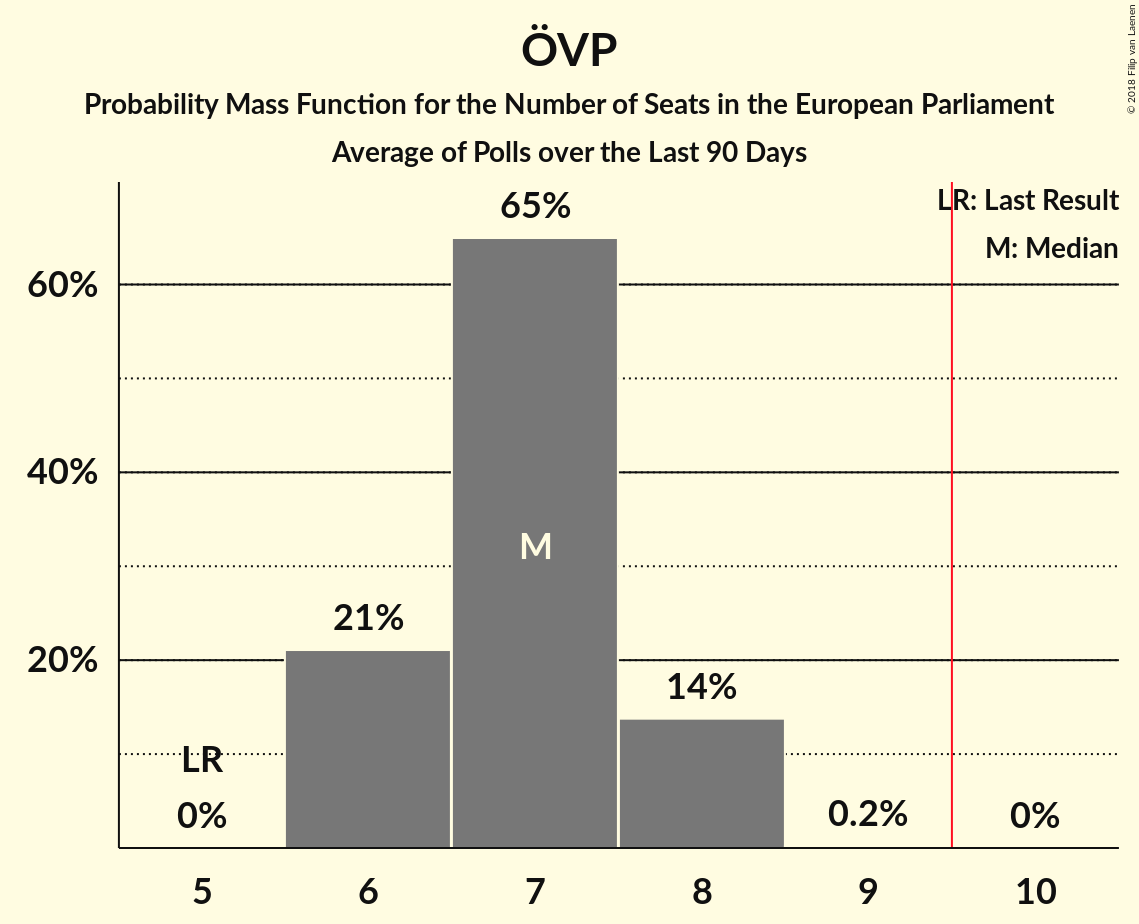 ÖVP
Probability Mass Function for the Number of Seats in the European Parliament
Average of Polls over the Last 90 Days
© 2018 Filip van Laenen
LR: Last Result
M: Median
65%
60%
40%
M
21%
20%
14%
LR
0%
0.2%
0%
5 6 7 8 9 10